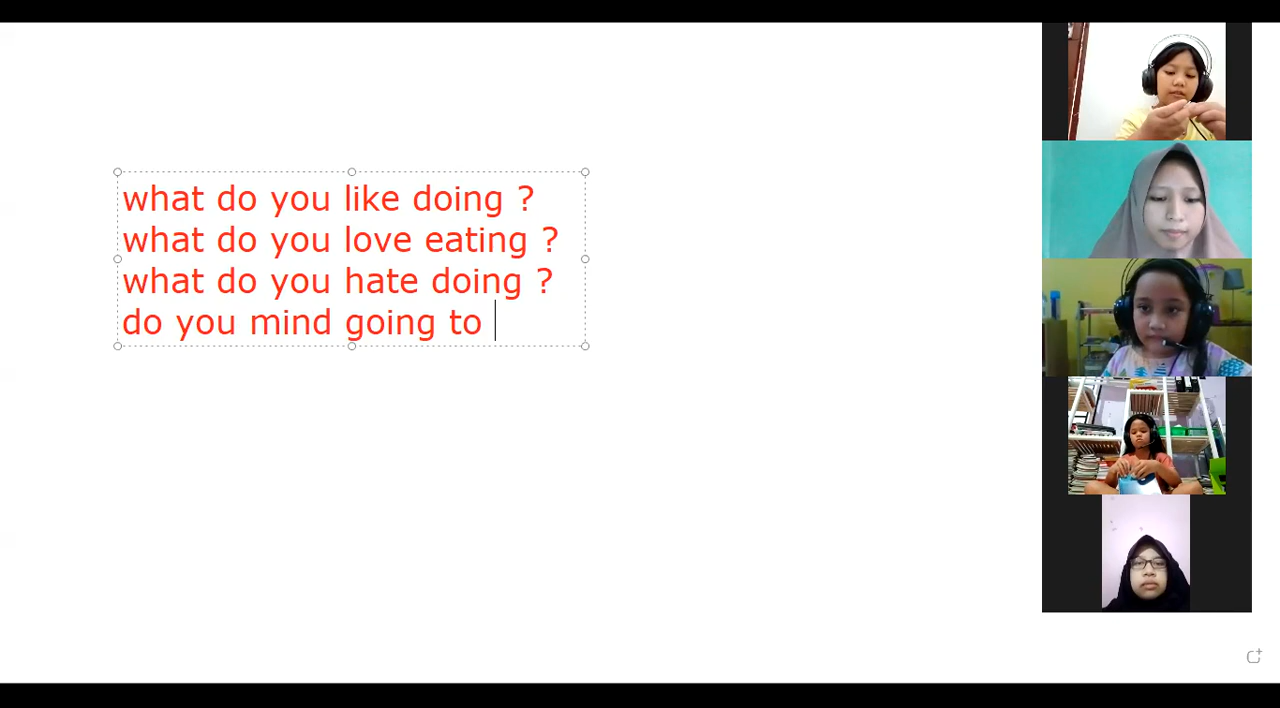 what do you like doing ?
what do you love eating ?
what do you hate doing ?
do you mind going to